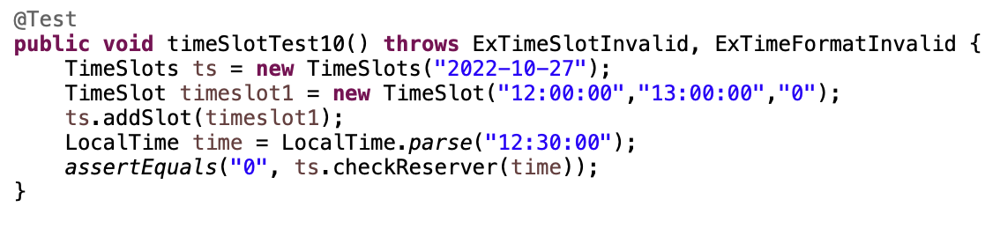 @Test
public void timeSlotTest10() throws ExTimeSlotInvalid, ExTimeFormatInvalid {
    TimeSlots ts = new TimeSlots("2022-10-27");
    TimeSlot timeslot1 = new TimeSlot("12:00:00","13:00:00","0");
    ts.addSlot(timeslot1);
    LocalTime time = LocalTime.parse("12:30:00");
    assertEquals("0", ts.checkReserver(time));
}